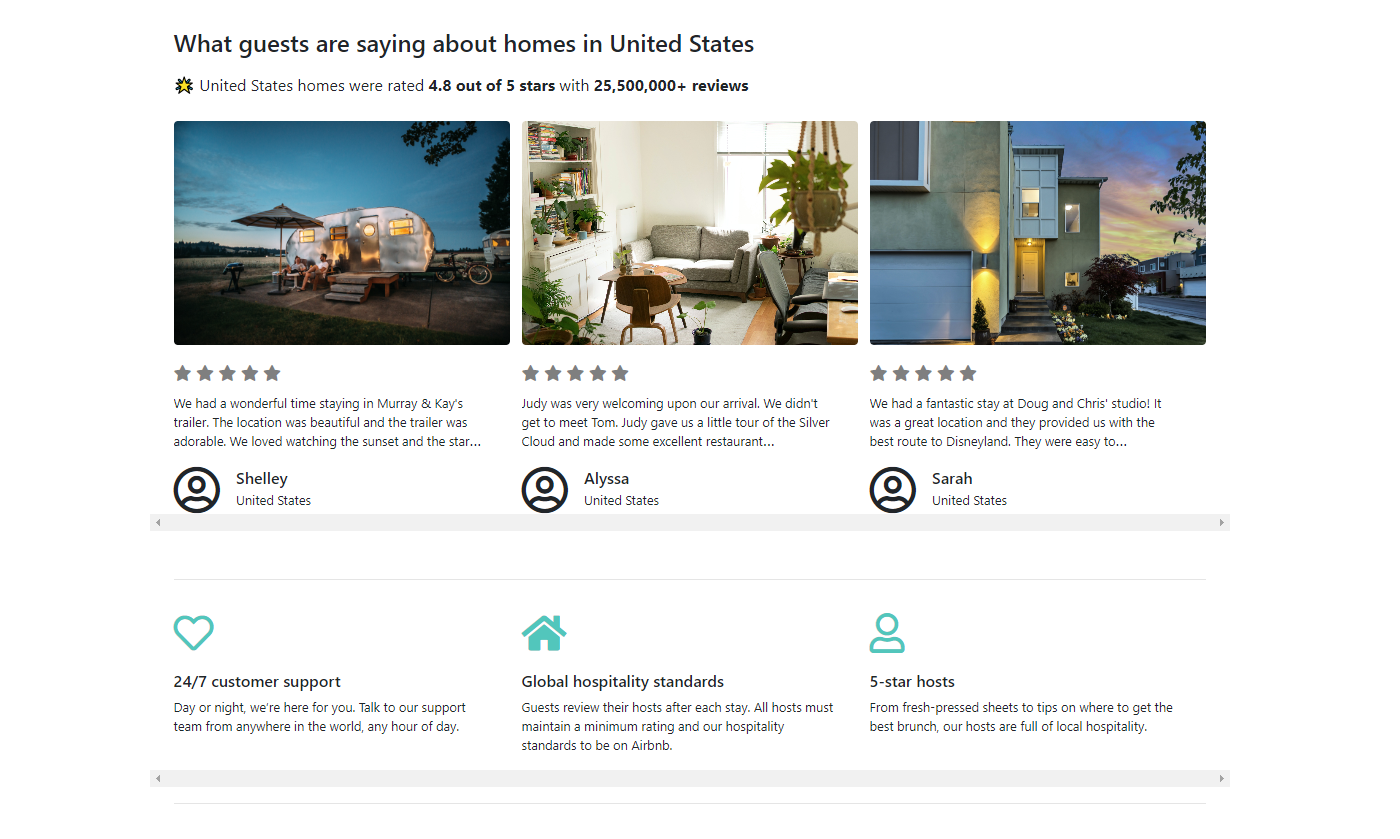 What guests are saying about homes in United States
United States homes were rated 4.8 out of 5 stars with 25,500,000+ reviews
We had a wonderful time staying in Murray & Kay's
trailer. The location was beautiful and the trailer was
adorable. We loved watching the sunset and the star...
Shelley
United States
Judy was very welcoming upon our arrival. We didn't
get to meet Tom. Judy gave us a little tour of the Silver
Cloud and made some excellent restaurant...
Alyssa
United States
We had a fantastic stay at Doug and Chris' studio! It
was a great location and they provided us with the
best route to Disneyland. They were easy to...
Sarah
United States
24/7 customer support
Day or night, we're here for you. Talk to our support
team from anywhere in the world, any hour of day.
Global hospitality standards
Guests review their hosts after each stay. All hosts must
maintain a minimum rating and our hospitality
standards to be on Airbnb.
5-star hosts
From fresh-pressed sheets to tips on where to get the
best brunch, our hosts are full of local hospitality.